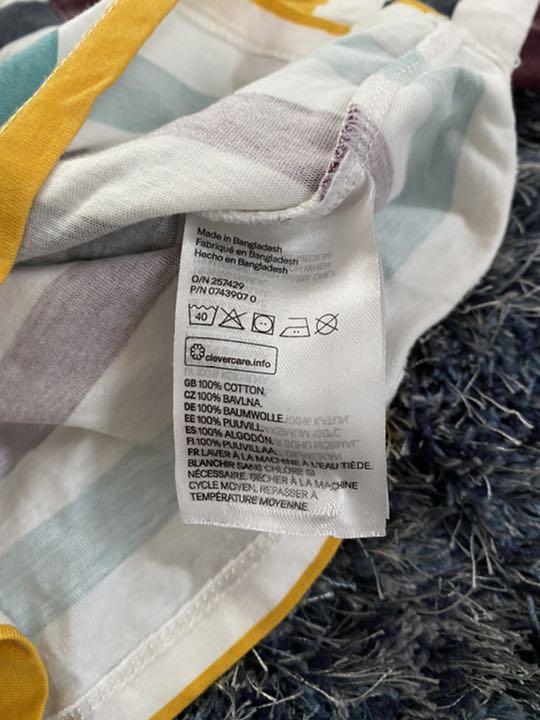 Made in Bangladesh
Fabriqué en Bangladesh
Hecho en Bangladesh
O/N 257429
P/N 0743907 0
40
clevercare.info
GB 100% COTTON.
CZ 100% BAVLNA.
DE 100% BAUMWOLLE.
EE 100% PUUVILL.
ES 100% ALGODÓN.
FI 100% PUUVILLAA.
FR LAVER À LA MACHINE À L'EAU TIÈDE,
BLANCHIR SANS CHLORE SI
NÉCESSAIRE, SÉCHER À LA MACHINE
CYCLE MOYEN, REPASSER À
TEMPÉRATURE MOYENNE.